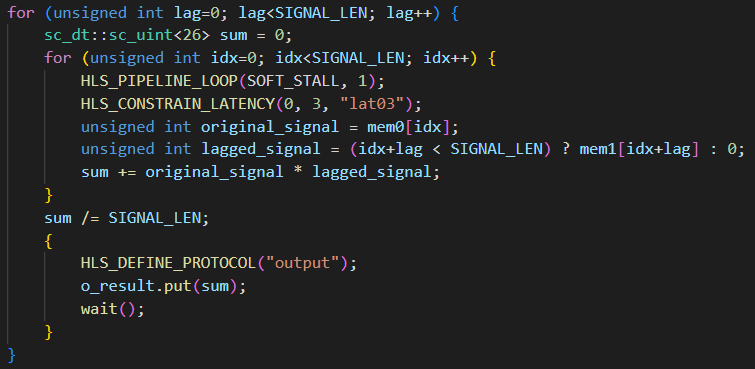 for (unsigned int lag=0; lag<SIGNAL_LEN; lag++) {
    sc_dt::sc_uint<26> sum = 0;
    for (unsigned int idx=0; idx<SIGNAL_LEN; idx++) {
        HLS_PIPELINE_LOOP(SOFT_STALL, 1);
        HLS_CONSTRAIN_LATENCY(0, 3, "lat03");
        unsigned int original_signal = mem0[idx];
        unsigned int lagged_signal = (idx+lag < SIGNAL_LEN) ? mem1[idx+lag] : 0;
        sum += original_signal * lagged_signal;
    }
    sum /= SIGNAL_LEN;
    {
        HLS_DEFINE_PROTOCOL("output");
        o_result.put(sum);
        wait();
    }
}